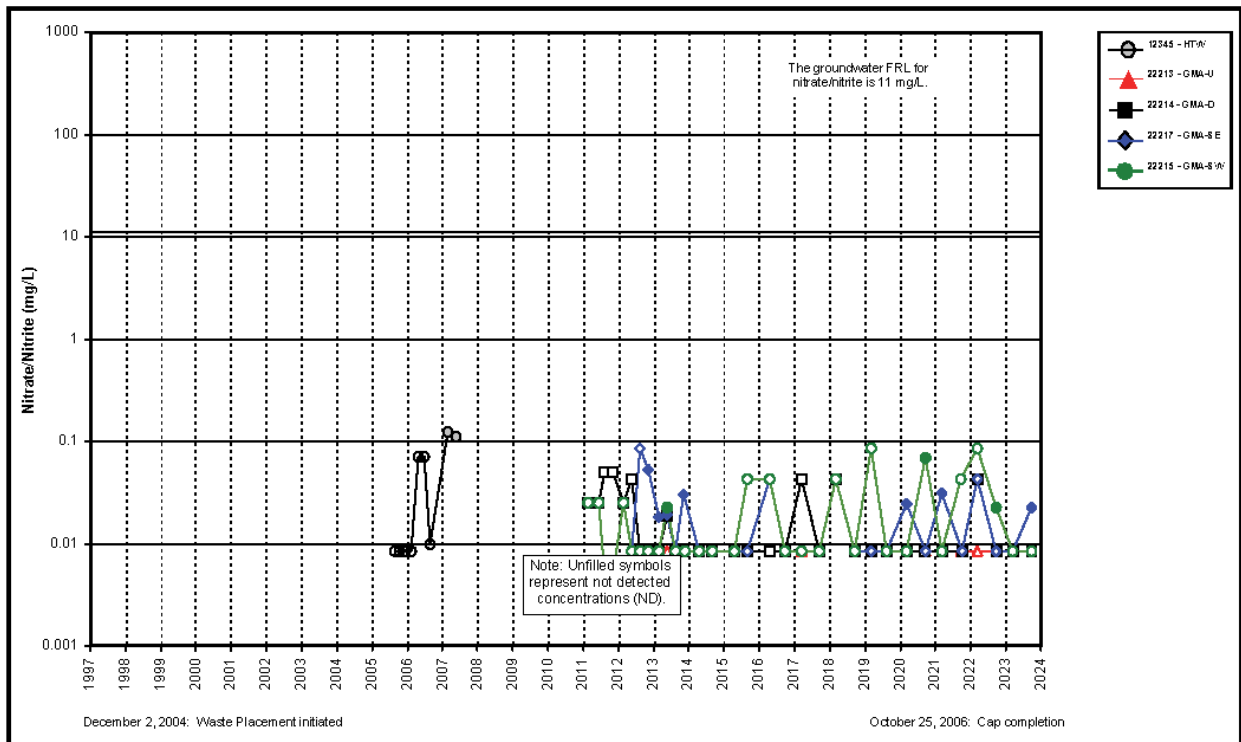 1000
100
10
1
0.1
0.01
0.001
Nitrate/Nitrite (mg/L)
The groundwater FRL for
nitrate/nitrite is 11 mg/L.
12345 - HTW
22213 - GMA-U
22214 - GMA-D
22217 - GMA-SE
22215 - GMA-SW
Note: Unfilled symbols
represent not detected
concentrations (ND).
1997
1998
1999
2000
2001
2002
2003
2004
2005
2006
2007
2008
2009
2010
2011
2012
2013
2014
2015
2016
2017
2018
2019
2020
2021
2022
2023
2024
December 2, 2004: Waste Placement initiated
October 25, 2006: Cap completion